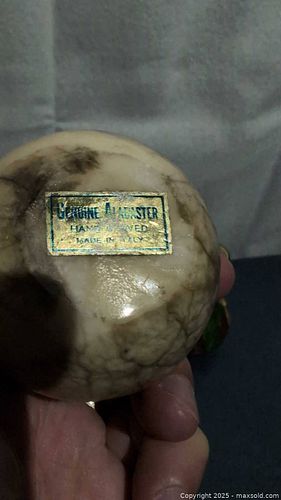 GENUINE ALABASTER
HAND CARVED
MADE IN ITALY
Copyright 2025 - maxsold.com